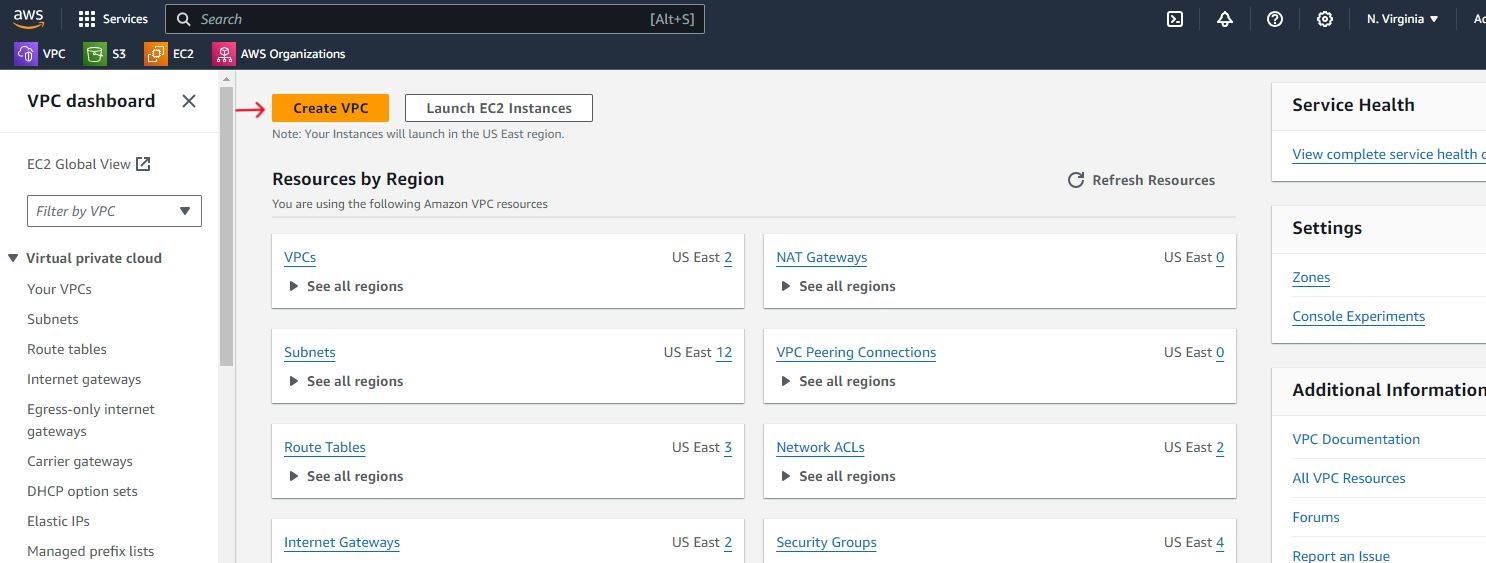 aws
Services
Search
[Alt+S]
N. Virginia
VPC
S3
EC2
AWS Organizations
VPC dashboard
EC2 Global View
Filter by VPC
Virtual private cloud
Your VPCs
Subnets
Route tables
Internet gateways
Egress-only internet
gateways
Carrier gateways
DHCP option sets
Elastic IPs
Managed prefix lists
Create VPC
Launch EC2 Instances
Note: Your Instances will launch in the US East region.
Resources by Region
Refresh Resources
You are using the following Amazon VPC resources
VPCs
US East 2
See all regions
NAT Gateways
US East 0
See all regions
Subnets
US East 12
See all regions
VPC Peering Connections
US East 0
See all regions
Route Tables
US East 3
See all regions
Network ACLs
US East 2
See all regions
Internet Gateways
US East 2
Security Groups
US East 4
Service Health
View complete service health
Settings
Zones
Console Experiments
Additional Information
VPC Documentation
All VPC Resources
Forums
Report an Issue